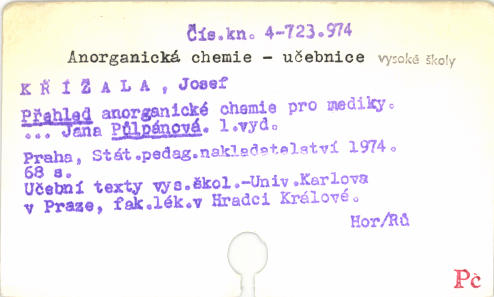 Čís.kn. 4-723.974
Anorganická chemie - učebnice vysoké školy
KŘÍŽALA, Josef
Přehled anorganické chemie pro mediky.
... Jana Půlpánová. 1.vyd.
Praha, Stát.pedag.nakladatelství 1974.
68 s.
Učební texty vys.škol.-Univ.Karlova
v Praze, fak.lék.v Hradci Králové.
Hor/Rů
Pč